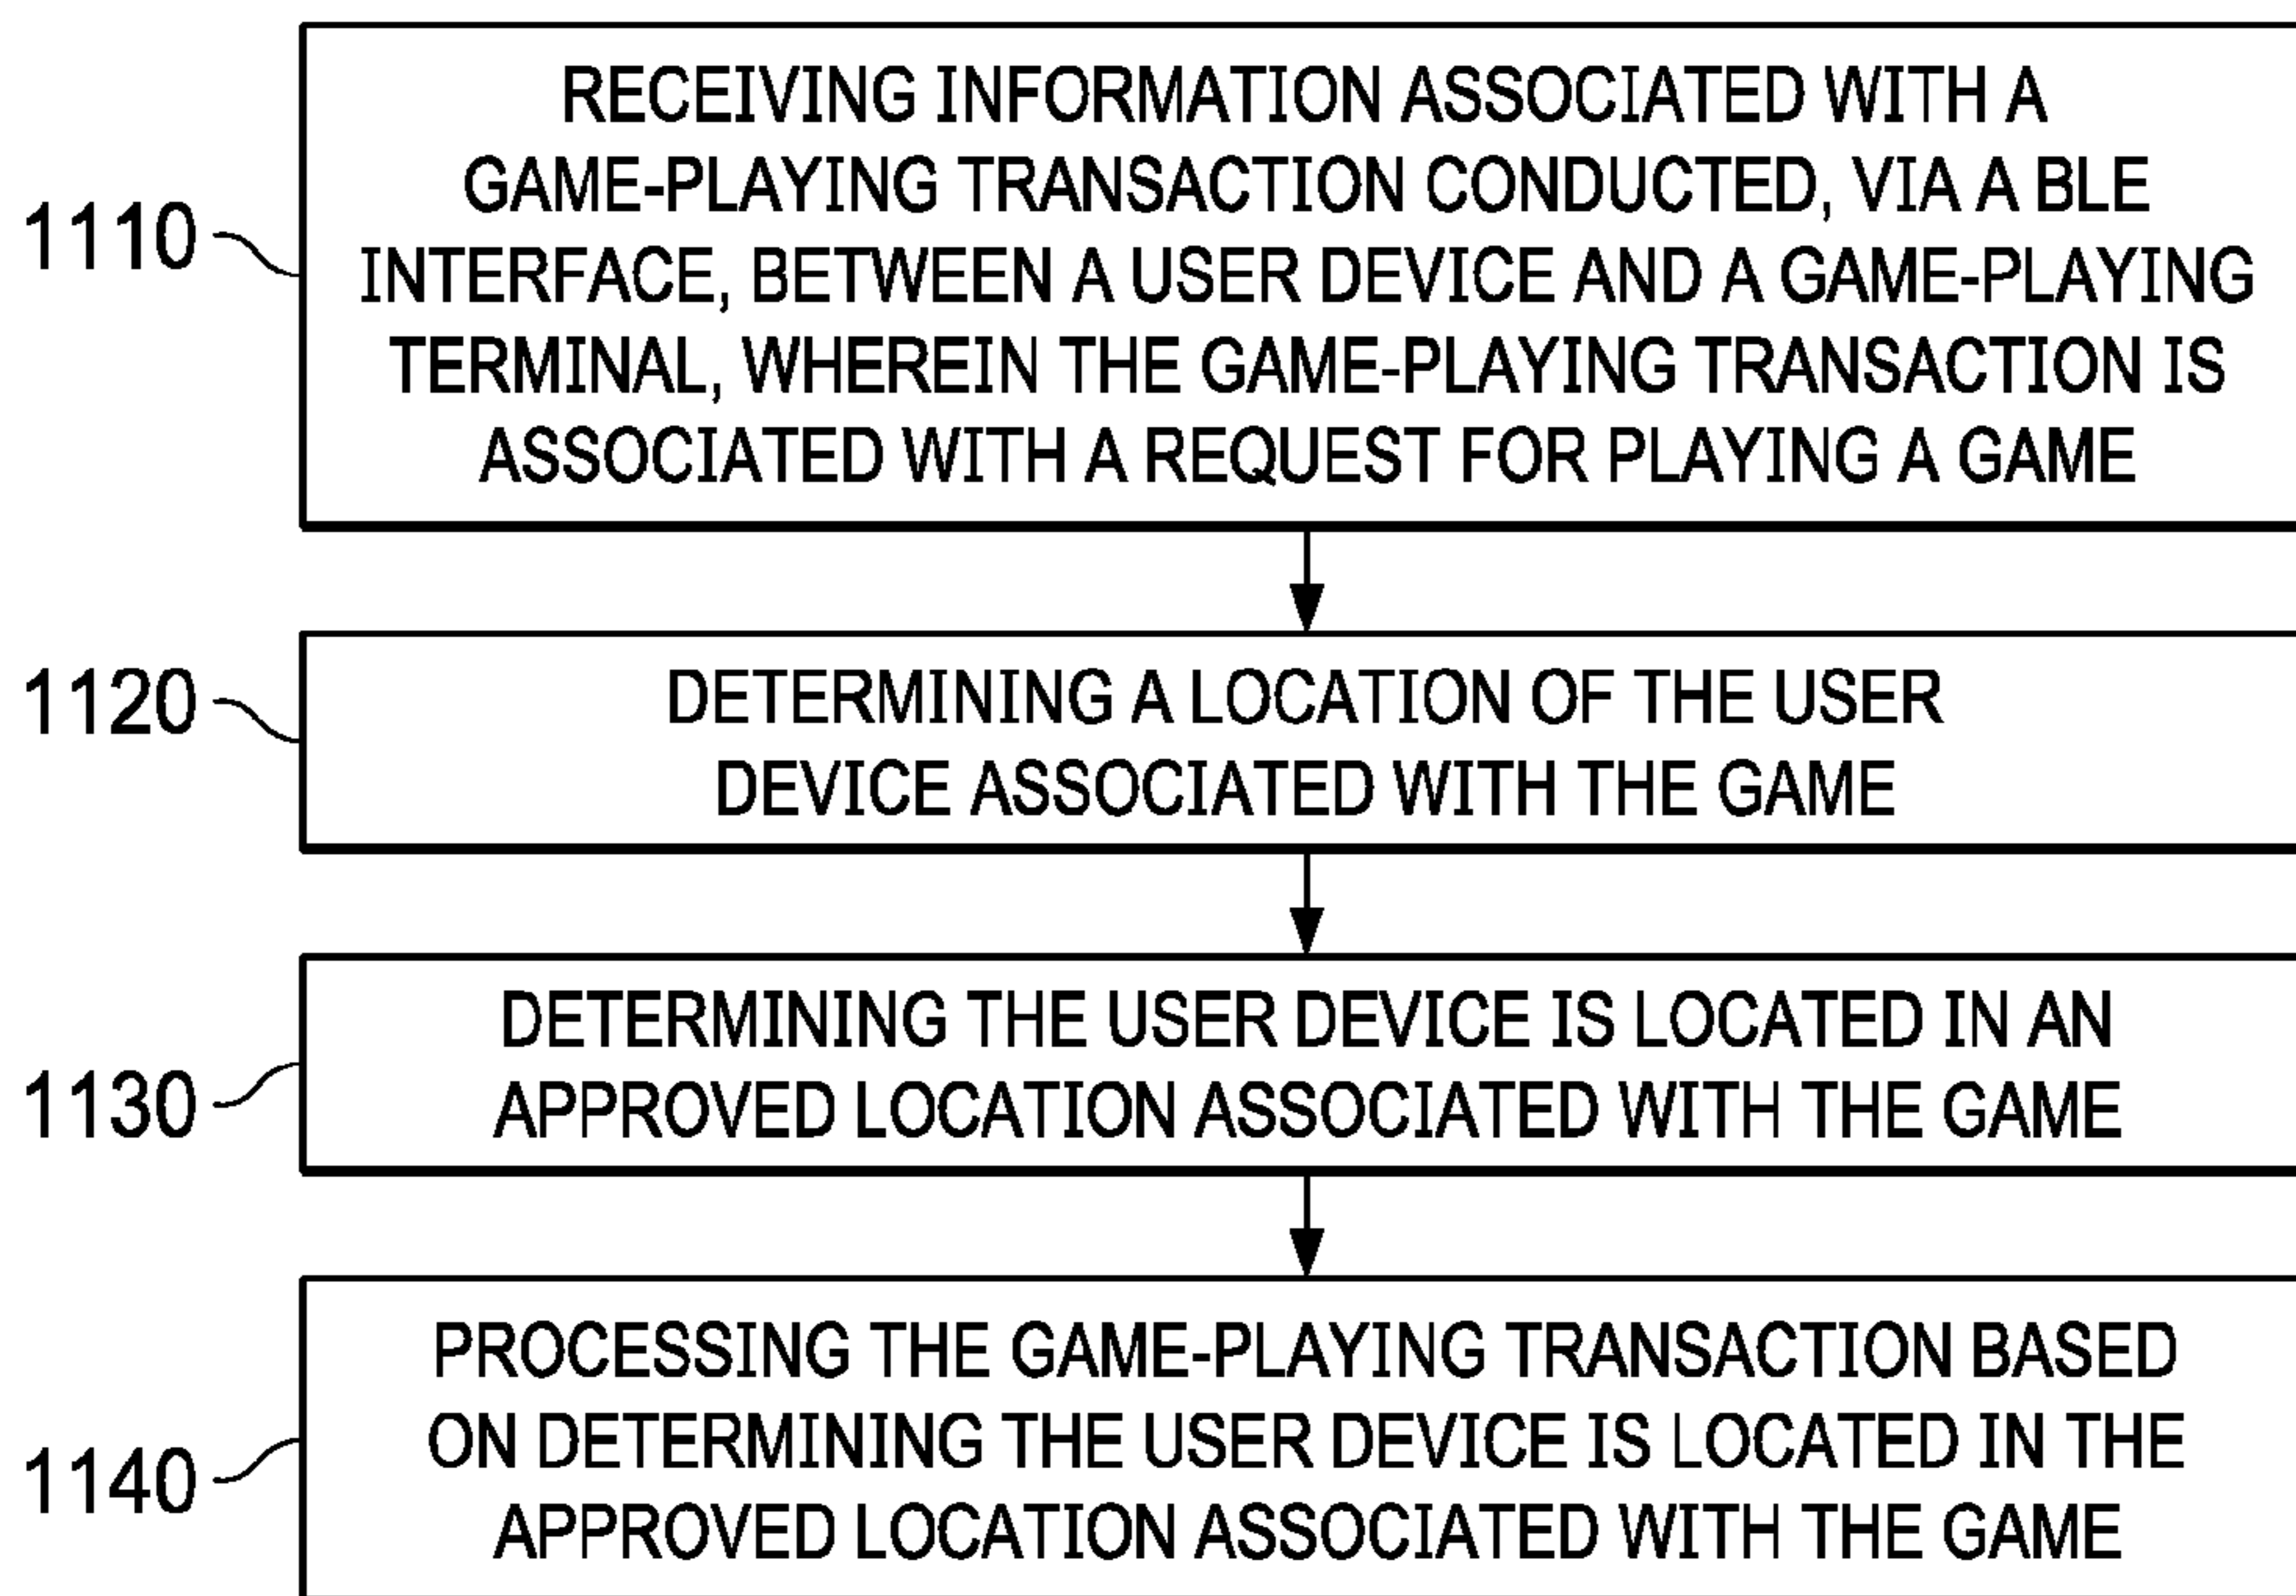 RECEIVING INFORMATION ASSOCIATED WITH A
GAME-PLAYING TRANSACTION CONDUCTED, VIA A BLE
1110
INTERFACE, BETWEEN A USER DEVICE AND A GAME-PLAYING
TERMINAL, WHEREIN THE GAME-PLAYING TRANSACTION IS
ASSOCIATED WITH A REQUEST FOR PLAYING A GAME
1120
DETERMINING A LOCATION OF THE USER
DEVICE ASSOCIATED WITH THE GAME
DETERMINING THE USER DEVICE IS LOCATED IN AN
1130
APPROVED LOCATION ASSOCIATED WITH THE GAME
PROCESSING THE GAME-PLAYING TRANSACTION BASED
ON DETERMINING THE USER DEVICE IS LOCATED IN THE
1140
APPROVED LOCATION ASSOCIATED WITH THE GAME